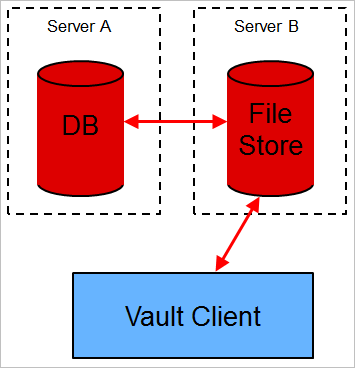 Server A
Server B
DB
File
Store
Vault Client